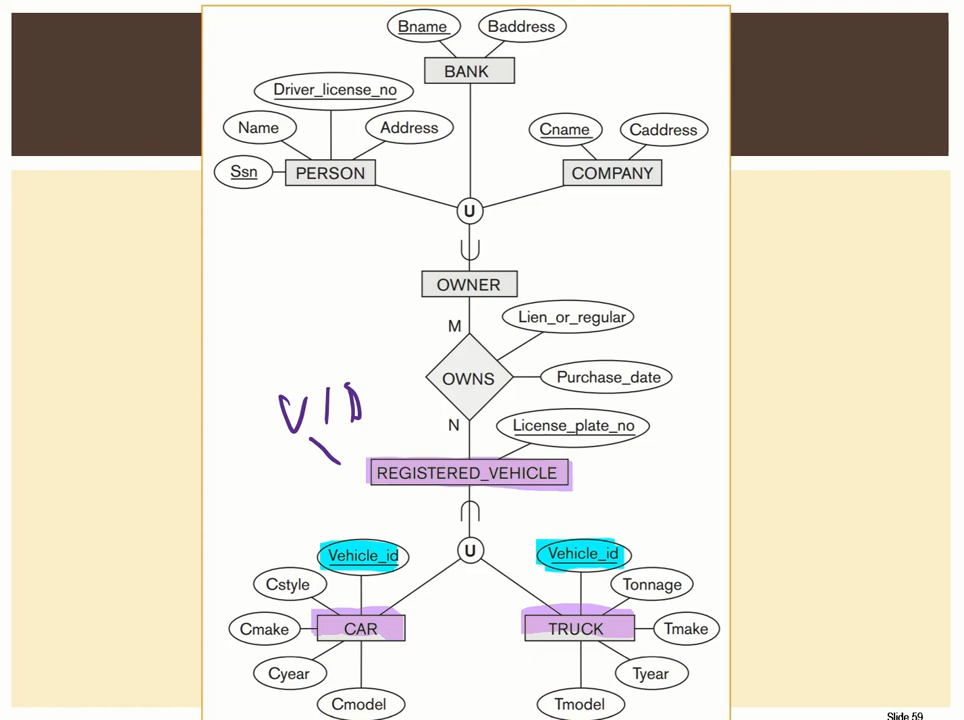 Bname Baddress
BANK
Driver_license_no
Name Address Cname Caddress
Ssn PERSON COMPANY
U
OWNER
Lien_or_regular
M
OWNS Purchase_date
VID
N License_plate_no
REGISTERED_VEHICLE
U
Vehicle_id Vehicle_id
Cstyle Tonnage
Cmake CAR TRUCK Tmake
Cyear Tyear
Cmodel Tmodel
Slide 59